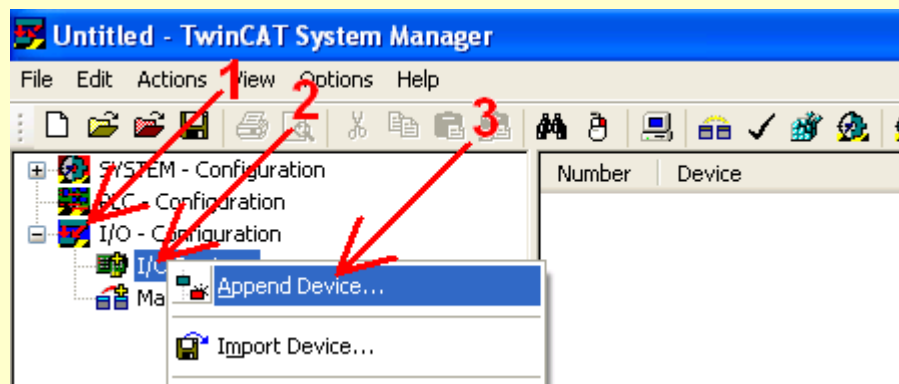 Untitled - TwinCAT System Manager
File Edit Actions View Options Help
1
2
3
SYSTEM - Configuration
Number Device
PLC - Configuration
I/O - Configuration
I/O
Append Device...
Ma
Import Device...